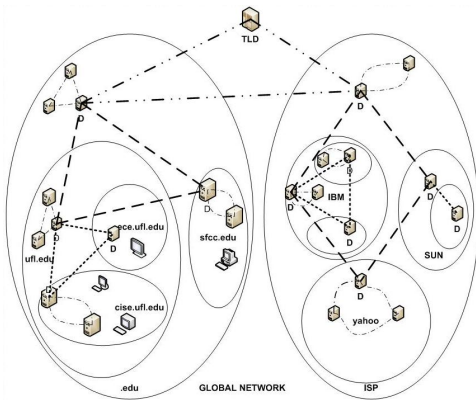 TLD
D
D
D
IBM
D
D
D
ece.ufl.edu
D
D
sfcc.edu
D
SUN
ufl.edu
D
yahoo
cise.ufl.edu
.edu
GLOBAL NETWORK
ISP